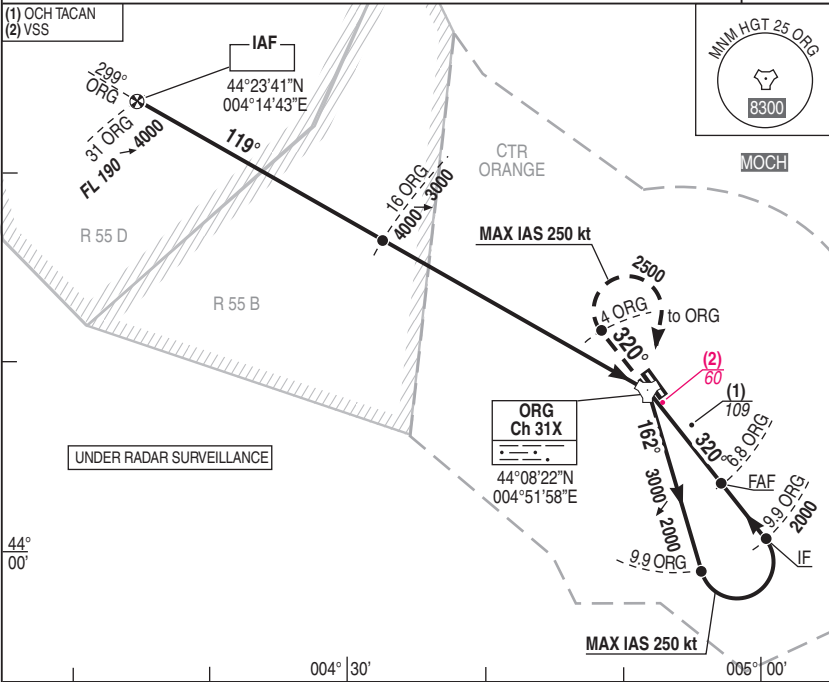 (1) OCH TACAN
(2) VSS
IAF
44°23'41"N
004°14'43"E
299°
ORG
31 ORG
FL 190 → 4000
119°
MNM HGT 25 ORG
8300
MOCH
CTR
ORANGE
16 ORG
4000 → 3000
R 55 D
R 55 B
MAX IAS 250 kt
2500
4 ORG
to ORG
320°
(2)
60
(1)
109
ORG
Ch 31X
44°08'22"N
004°51'58"E
162°
3000 → 2000
320°
6.8 ORG
FAF
9.9 ORG
2000
IF
9.9 ORG
UNDER RADAR SURVEILLANCE
44°
00'
MAX IAS 250 kt
004° 30'
005° 00'